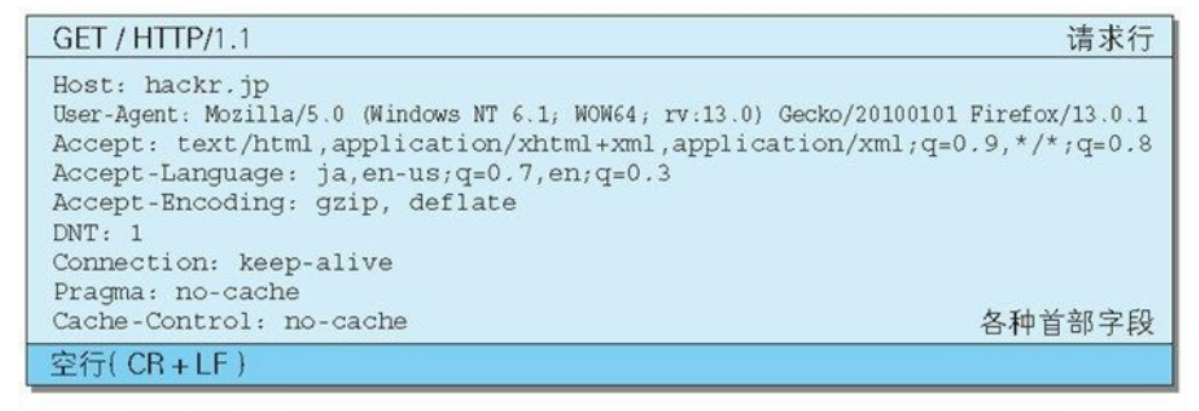 GET / HTTP/1.1 请求行
Host: hackr.jp
User-Agent: Mozilla/5.0 (Windows NT 6.1; WOW64; rv:13.0) Gecko/20100101 Firefox/13.0.1
Accept: text/html,application/xhtml+xml,application/xml;q=0.9,*/*;q=0.8
Accept-Language: ja,en-us;q=0.7,en;q=0.3
Accept-Encoding: gzip, deflate
DNT: 1
Connection: keep-alive
Pragma: no-cache
Cache-Control: no-cache 各种首部字段
空行( CR + LF )